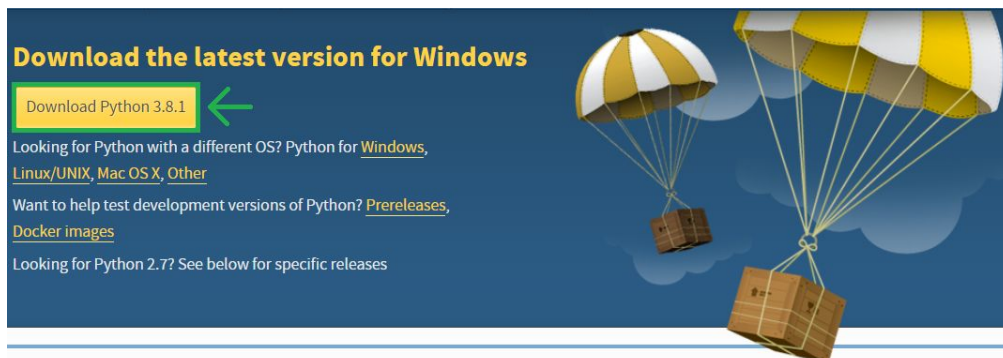 Download the latest version for Windows
Download Python 3.8.1
Looking for Python with a different OS? Python for Windows,
Linux/UNIX, Mac OS X, Other
Want to help test development versions of Python? Prereleases,
Docker images
Looking for Python 2.7? See below for specific releases